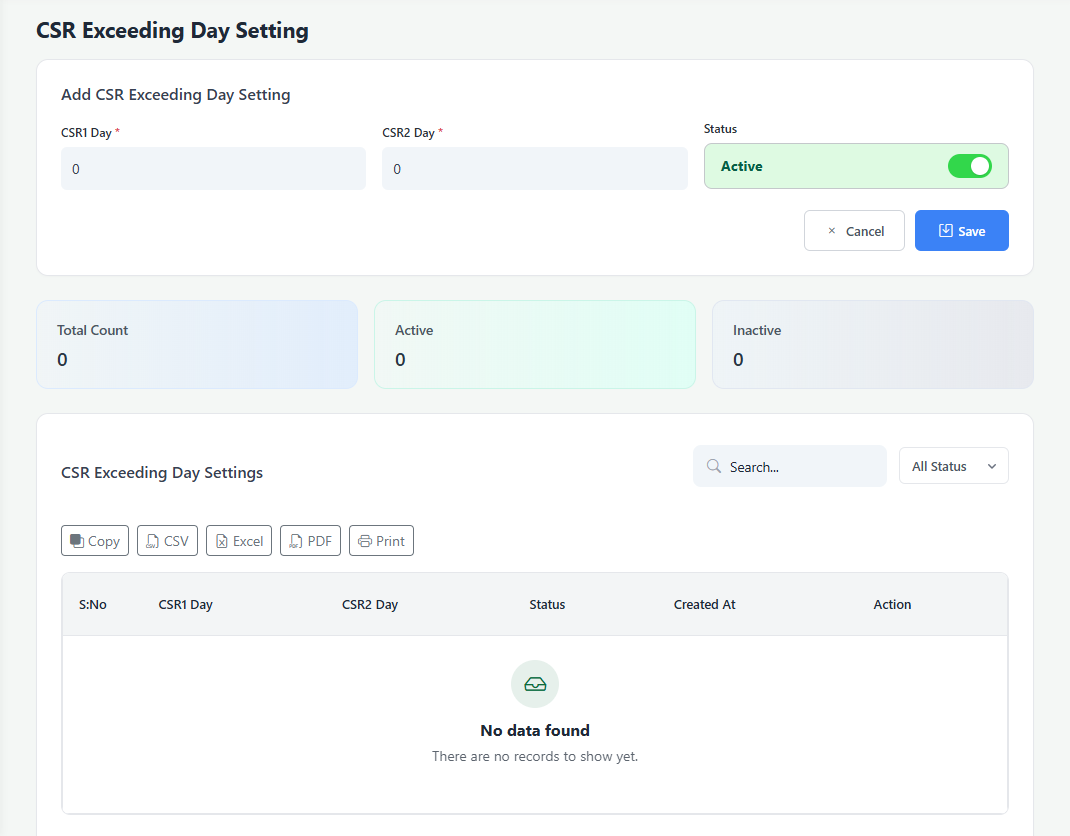 CSR Exceeding Day Setting
Add CSR Exceeding Day Setting
CSR1 Day *
CSR2 Day *
Status
0
0
Active
× Cancel
Save
Total Count
0
Active
0
Inactive
0
CSR Exceeding Day Settings
Search...
All Status
Copy
CSV
Excel
PDF
Print
S:No
CSR1 Day
CSR2 Day
Status
Created At
Action
No data found
There are no records to show yet.